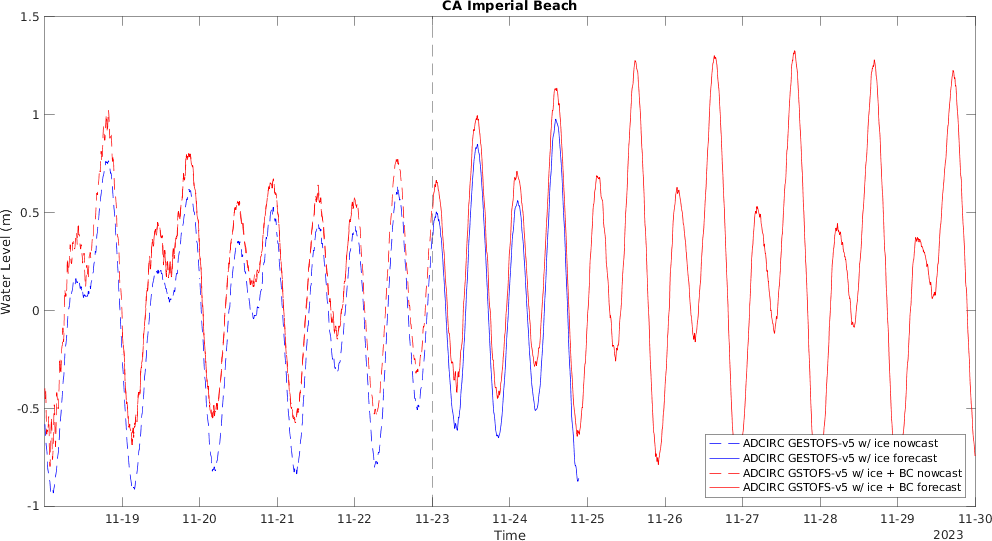 CA Imperial Beach
1.5
1
0.5
0
-0.5
-1
Water Level (m)
ADCIRC GESTOFS-v5 w/ ice nowcast
ADCIRC GESTOFS-v5 w/ ice forecast
ADCIRC GSTOFS-v5 w/ ice + BC nowcast
ADCIRC GSTOFS-v5 w/ ice + BC forecast
11-19 11-20 11-21 11-22 11-23 11-24 11-25 11-26 11-27 11-28 11-29 11-30
Time
2023